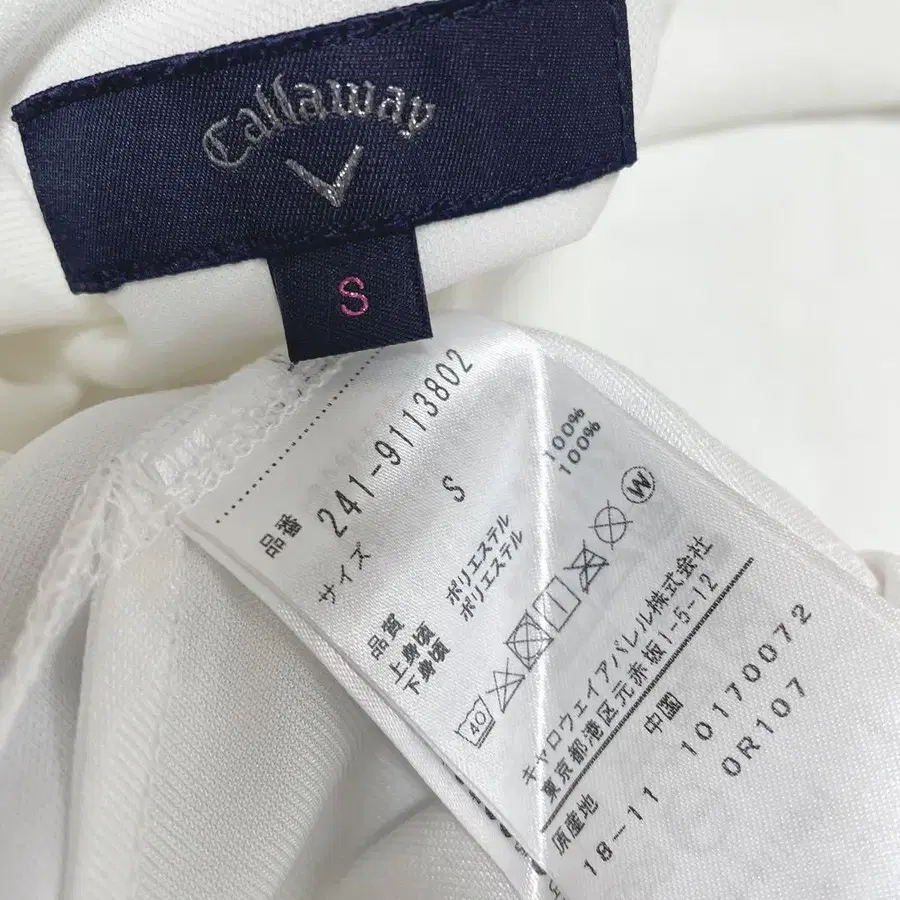 Callaway
S
品番 241-9113802
サイズ S
品質
上身頃 ポリエステル 100%
下身頃 ポリエステル 100%
40
W
キャロウェイアパレル株式会社
東京都港区元赤坂1-5-12
原産地 中国
18-11 10170072
0R107